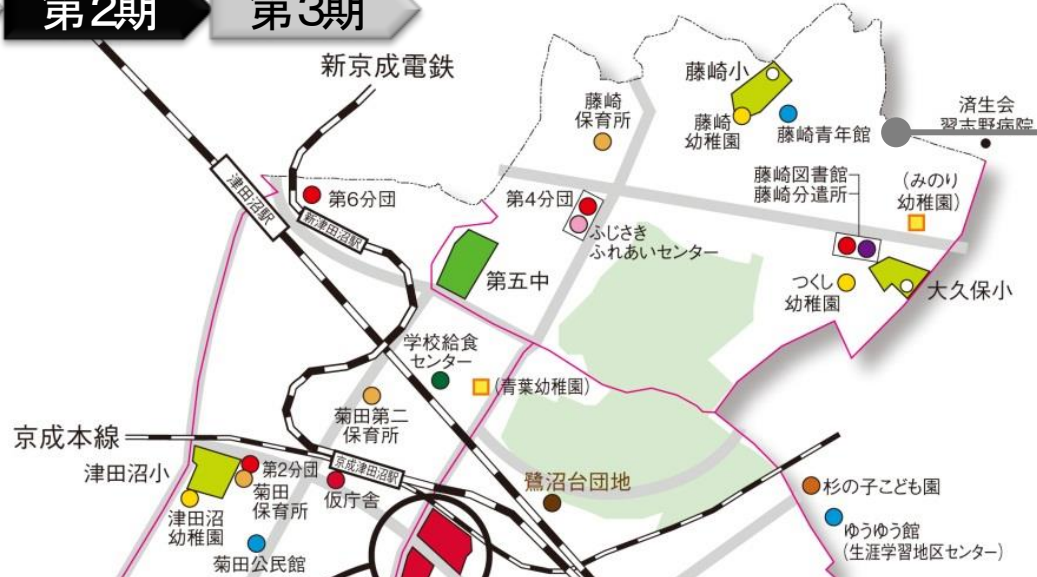 第2期
第3期
新京成電鉄
藤崎小
藤崎
保育所
藤崎
幼稚園
藤崎青年館
済生会
習志野病院
津田沼駅
第6分団
新津田沼駅
第4分団
ふじさき
ふれあいセンター
藤崎図書館
藤崎分遣所
(みのり
幼稚園)
第五中
つくし
幼稚園
大久保小
学校給食
センター
(青葉幼稚園)
菊田第二
保育所
京成本線
津田沼小
第2分団
菊田
保育所
京成津田沼駅
仮庁舎
鷺沼台団地
杉の子こども園
津田沼
幼稚園
ゆうゆう館
(生涯学習地区センター)
菊田公民館